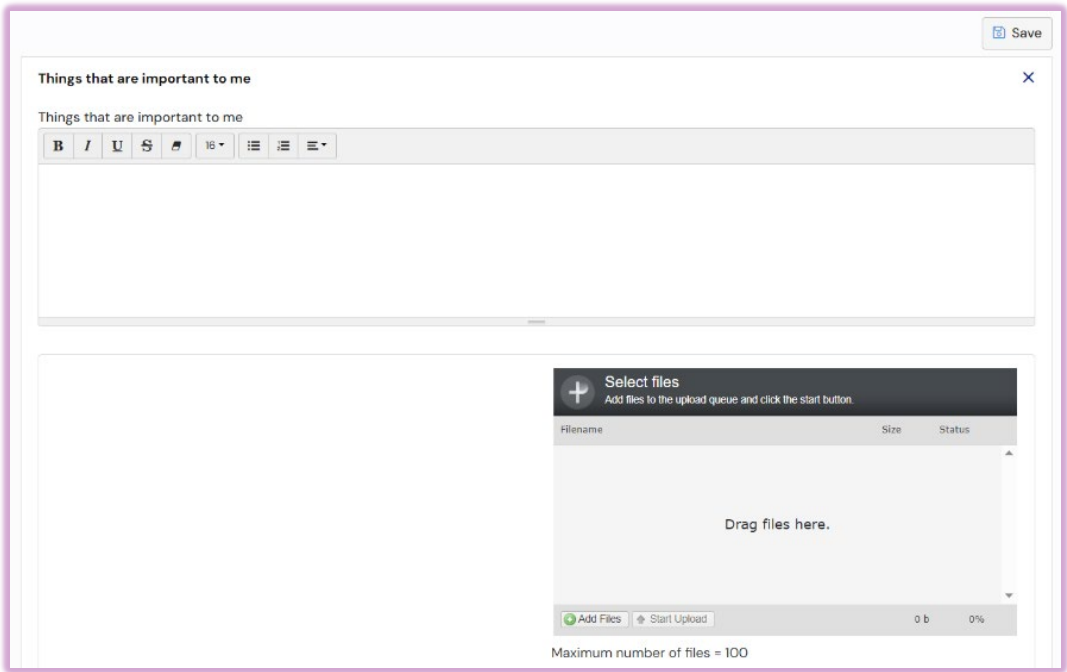 Save
Things that are important to me
Things that are important to me
B I U S 16
Select files
Add files to the upload queue and click the start button.
Filename Size Status
Drag files here.
Add Files Start Upload 0 b 0%
Maximum number of files = 100